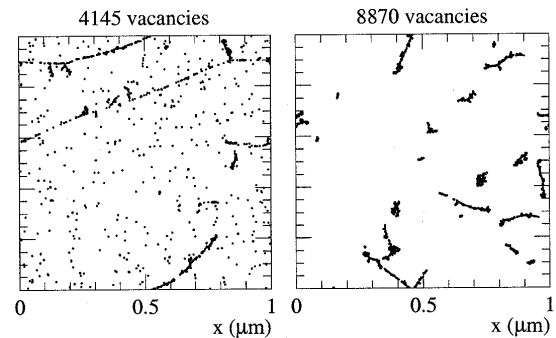 4145 vacancies 8870 vacancies
0 0.5 1 0 0.5 1
x (μm) x (μm)